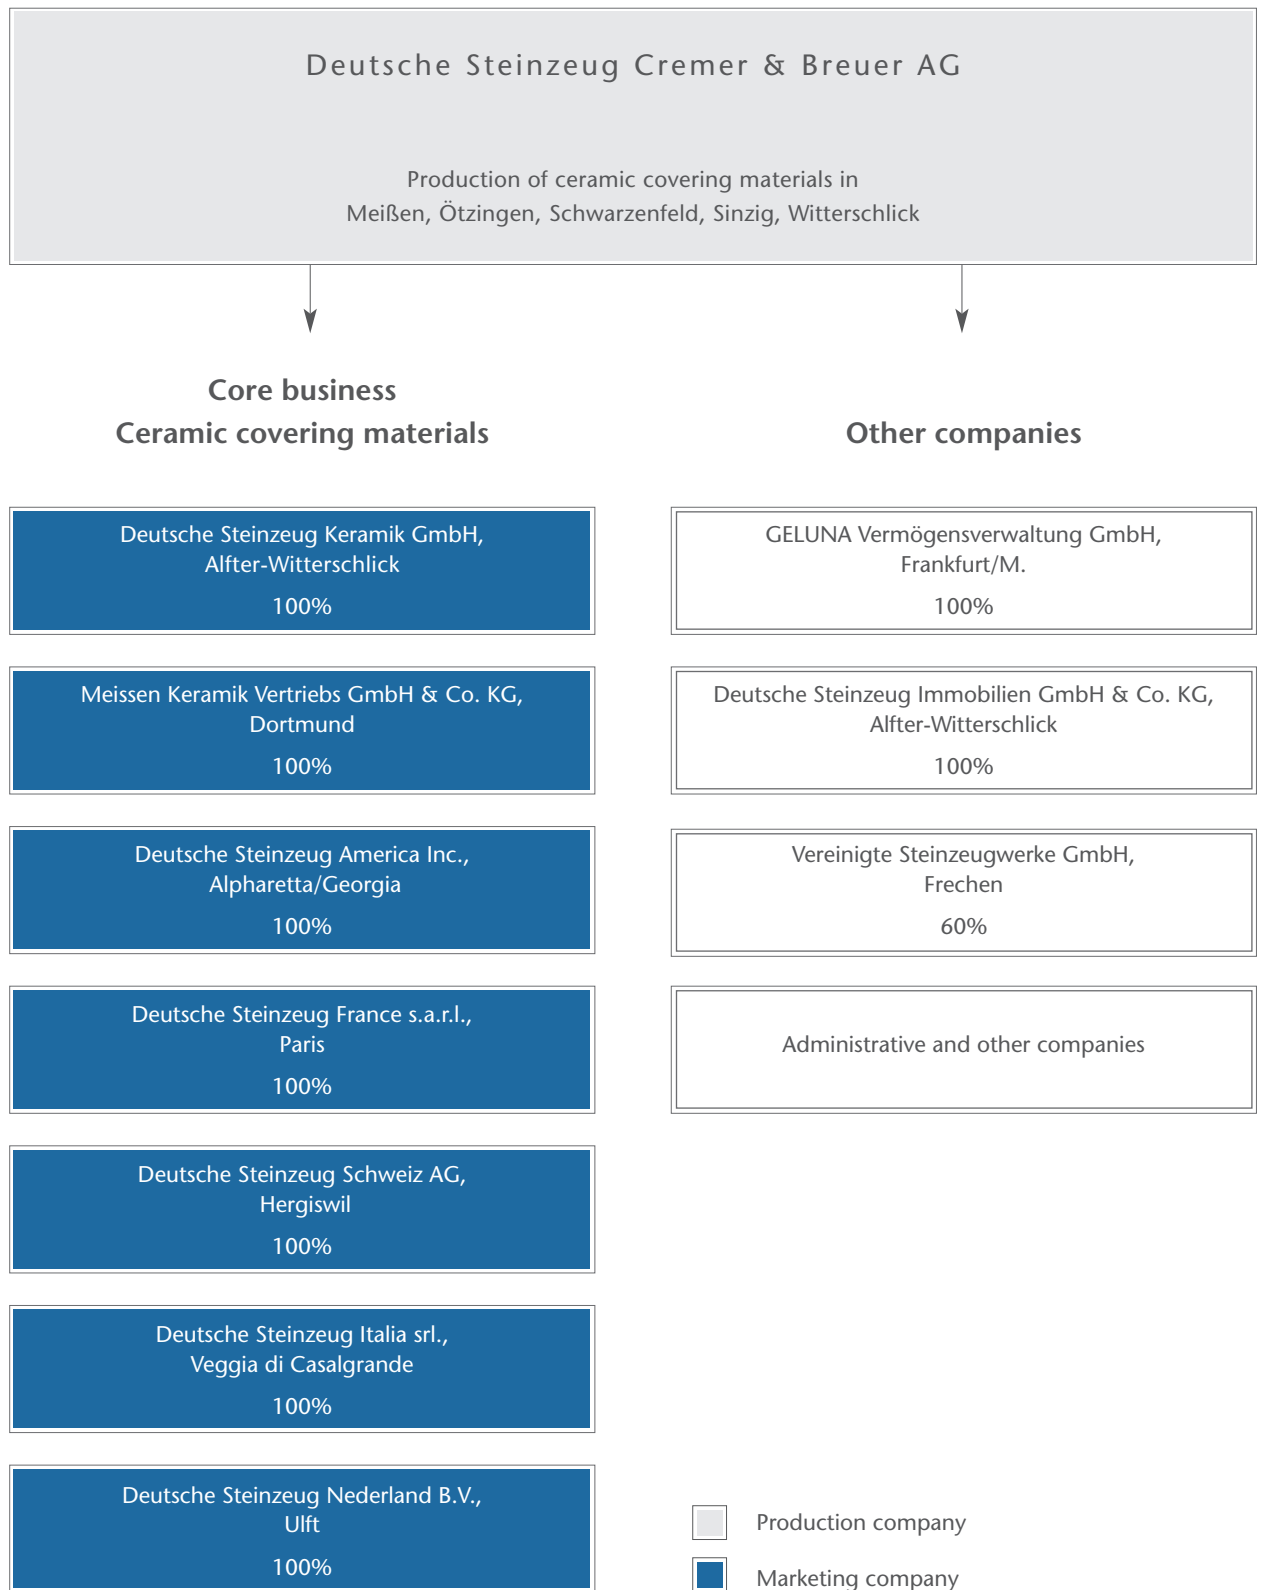 Deutsche Steinzeug Cremer & Breuer AG
Production of ceramic covering materials in
Meißen, Ötzingen, Schwarzenfeld, Sinzig, Witterschlick
Core business
Ceramic covering materials
Deutsche Steinzeug Keramik GmbH,
Alfter-Witterschlick
100%
Meissen Keramik Vertriebs GmbH & Co. KG,
Dortmund
100%
Deutsche Steinzeug America Inc.,
Alpharetta/Georgia
100%
Deutsche Steinzeug France s.a.r.l.,
Paris
100%
Deutsche Steinzeug Schweiz AG,
Hergiswil
100%
Deutsche Steinzeug Italia srl.,
Veggia di Casalgrande
100%
Deutsche Steinzeug Nederland B.V.,
Ulft
100%
Other companies
GELUNA Vermögensverwaltung GmbH,
Frankfurt/M.
100%
Deutsche Steinzeug Immobilien GmbH & Co. KG,
Alfter-Witterschlick
100%
Vereinigte Steinzeugwerke GmbH,
Frechen
60%
Administrative and other companies
Production company
Marketing company